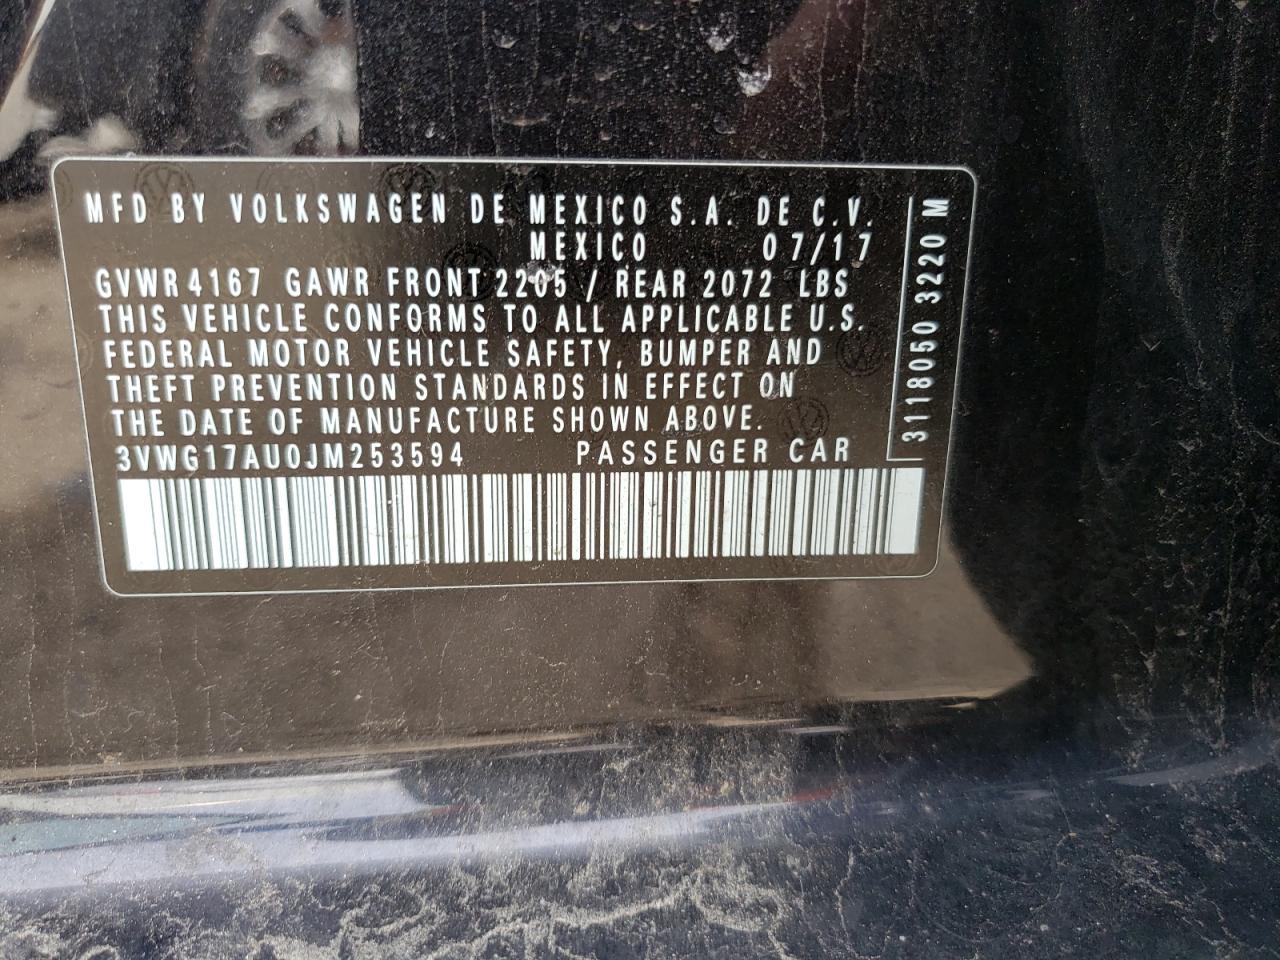 MFD BY VOLKSWAGEN DE MEXICO S.A. DE C.V.
MEXICO 07/17
GVWR 4167 GAWR FRONT 2205 / REAR 2072 LBS
THIS VEHICLE CONFORMS TO ALL APPLICABLE U.S.
FEDERAL MOTOR VEHICLE SAFETY, BUMPER AND
THEFT PREVENTION STANDARDS IN EFFECT ON
THE DATE OF MANUFACTURE SHOWN ABOVE.
3VWG17AU0JM253594 PASSENGER CAR
3118050 3220 M